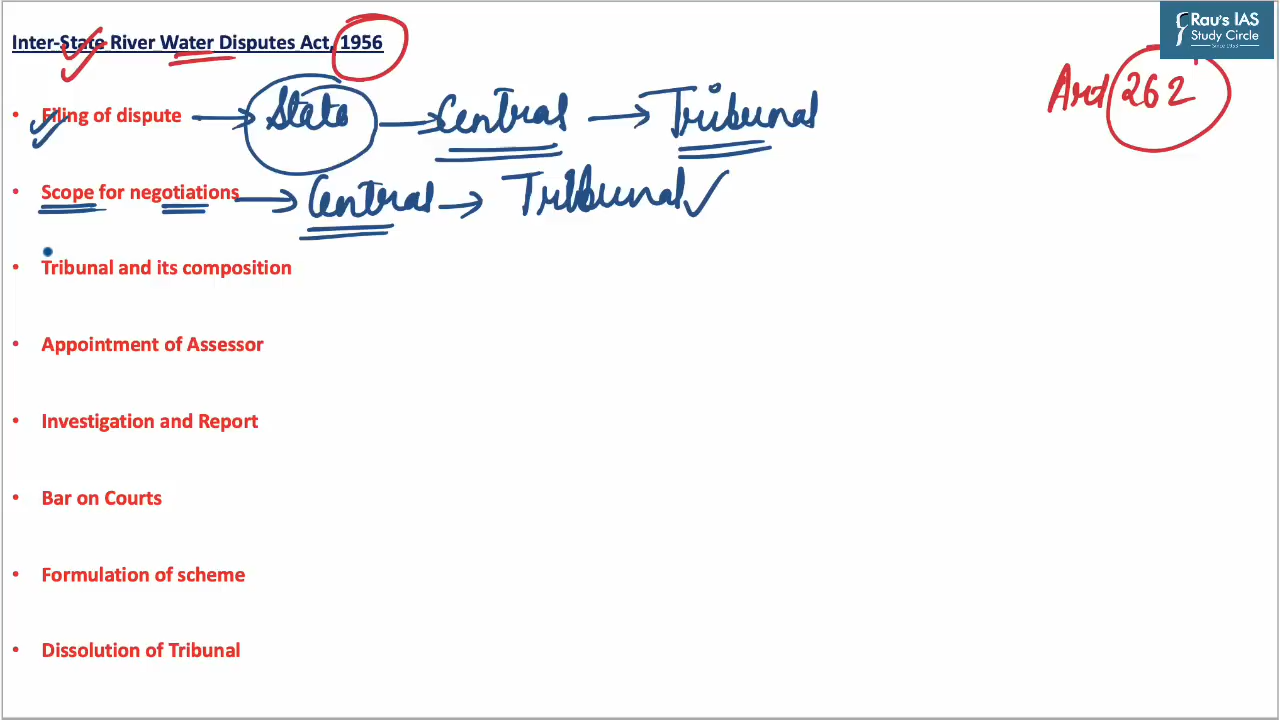 Rau's IAS
Study Circle
Since 1953
Inter-State River Water Disputes Act, 1956
Art 262
• Filing of dispute → State → Central → Tribunal
• Scope for negotiations → Central → Tribunal ✓
• Tribunal and its composition
• Appointment of Assessor
• Investigation and Report
• Bar on Courts
• Formulation of scheme
• Dissolution of Tribunal